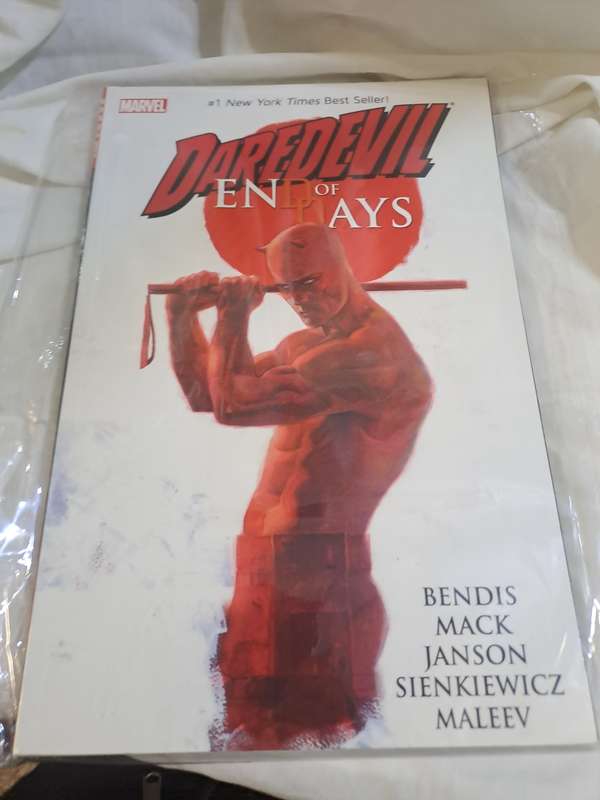 MARVEL
#1 New York Times Best Seller!
DAREDEVIL
END OF DAYS
BENDIS
MACK
JANSON
SIENKIEWICZ
MALEEV